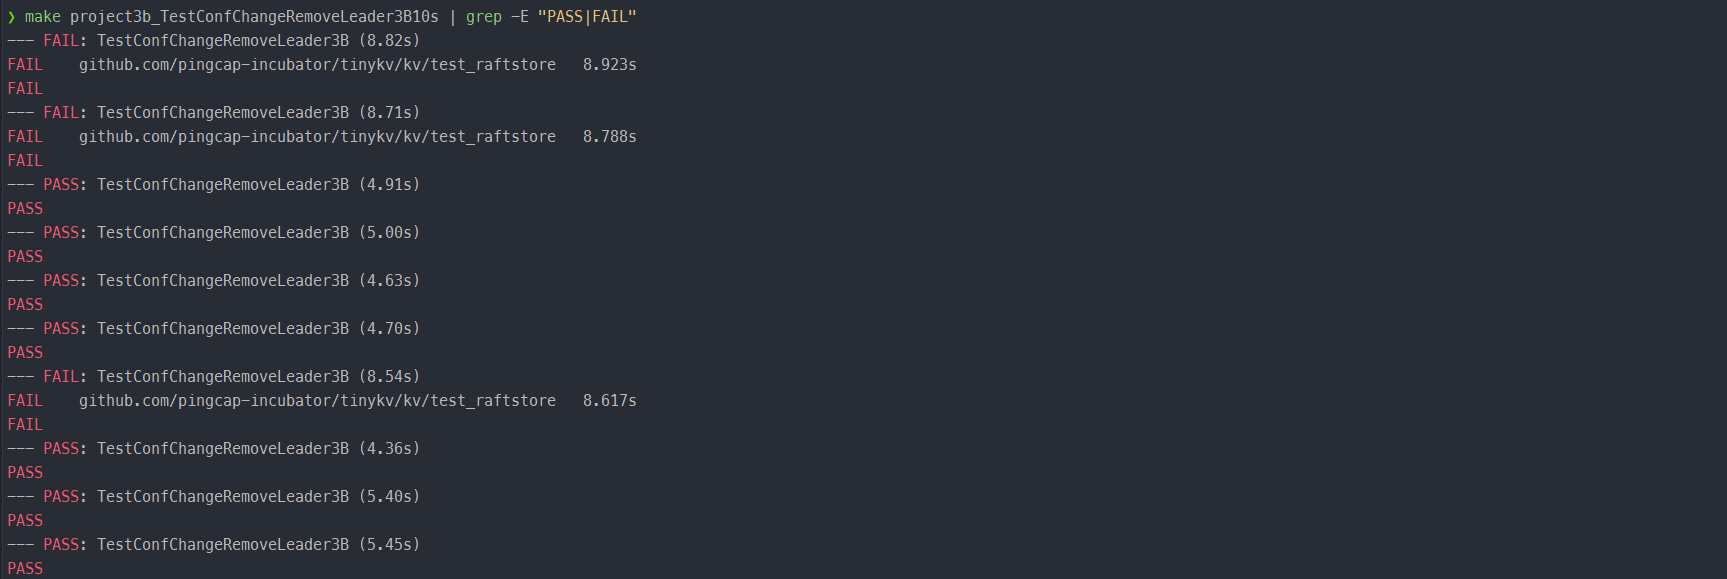 ❯ make project3b_TestConfChangeRemoveLeader3B10s | grep -E "PASS|FAIL"
--- FAIL: TestConfChangeRemoveLeader3B (8.82s)
FAIL    github.com/pingcap-incubator/tinykv/kv/test_raftstore   8.923s
FAIL
--- FAIL: TestConfChangeRemoveLeader3B (8.71s)
FAIL    github.com/pingcap-incubator/tinykv/kv/test_raftstore   8.788s
FAIL
--- PASS: TestConfChangeRemoveLeader3B (4.91s)
PASS
--- PASS: TestConfChangeRemoveLeader3B (5.00s)
PASS
--- PASS: TestConfChangeRemoveLeader3B (4.63s)
PASS
--- PASS: TestConfChangeRemoveLeader3B (4.70s)
PASS
--- FAIL: TestConfChangeRemoveLeader3B (8.54s)
FAIL    github.com/pingcap-incubator/tinykv/kv/test_raftstore   8.617s
FAIL
--- PASS: TestConfChangeRemoveLeader3B (4.36s)
PASS
--- PASS: TestConfChangeRemoveLeader3B (5.40s)
PASS
--- PASS: TestConfChangeRemoveLeader3B (5.45s)
PASS